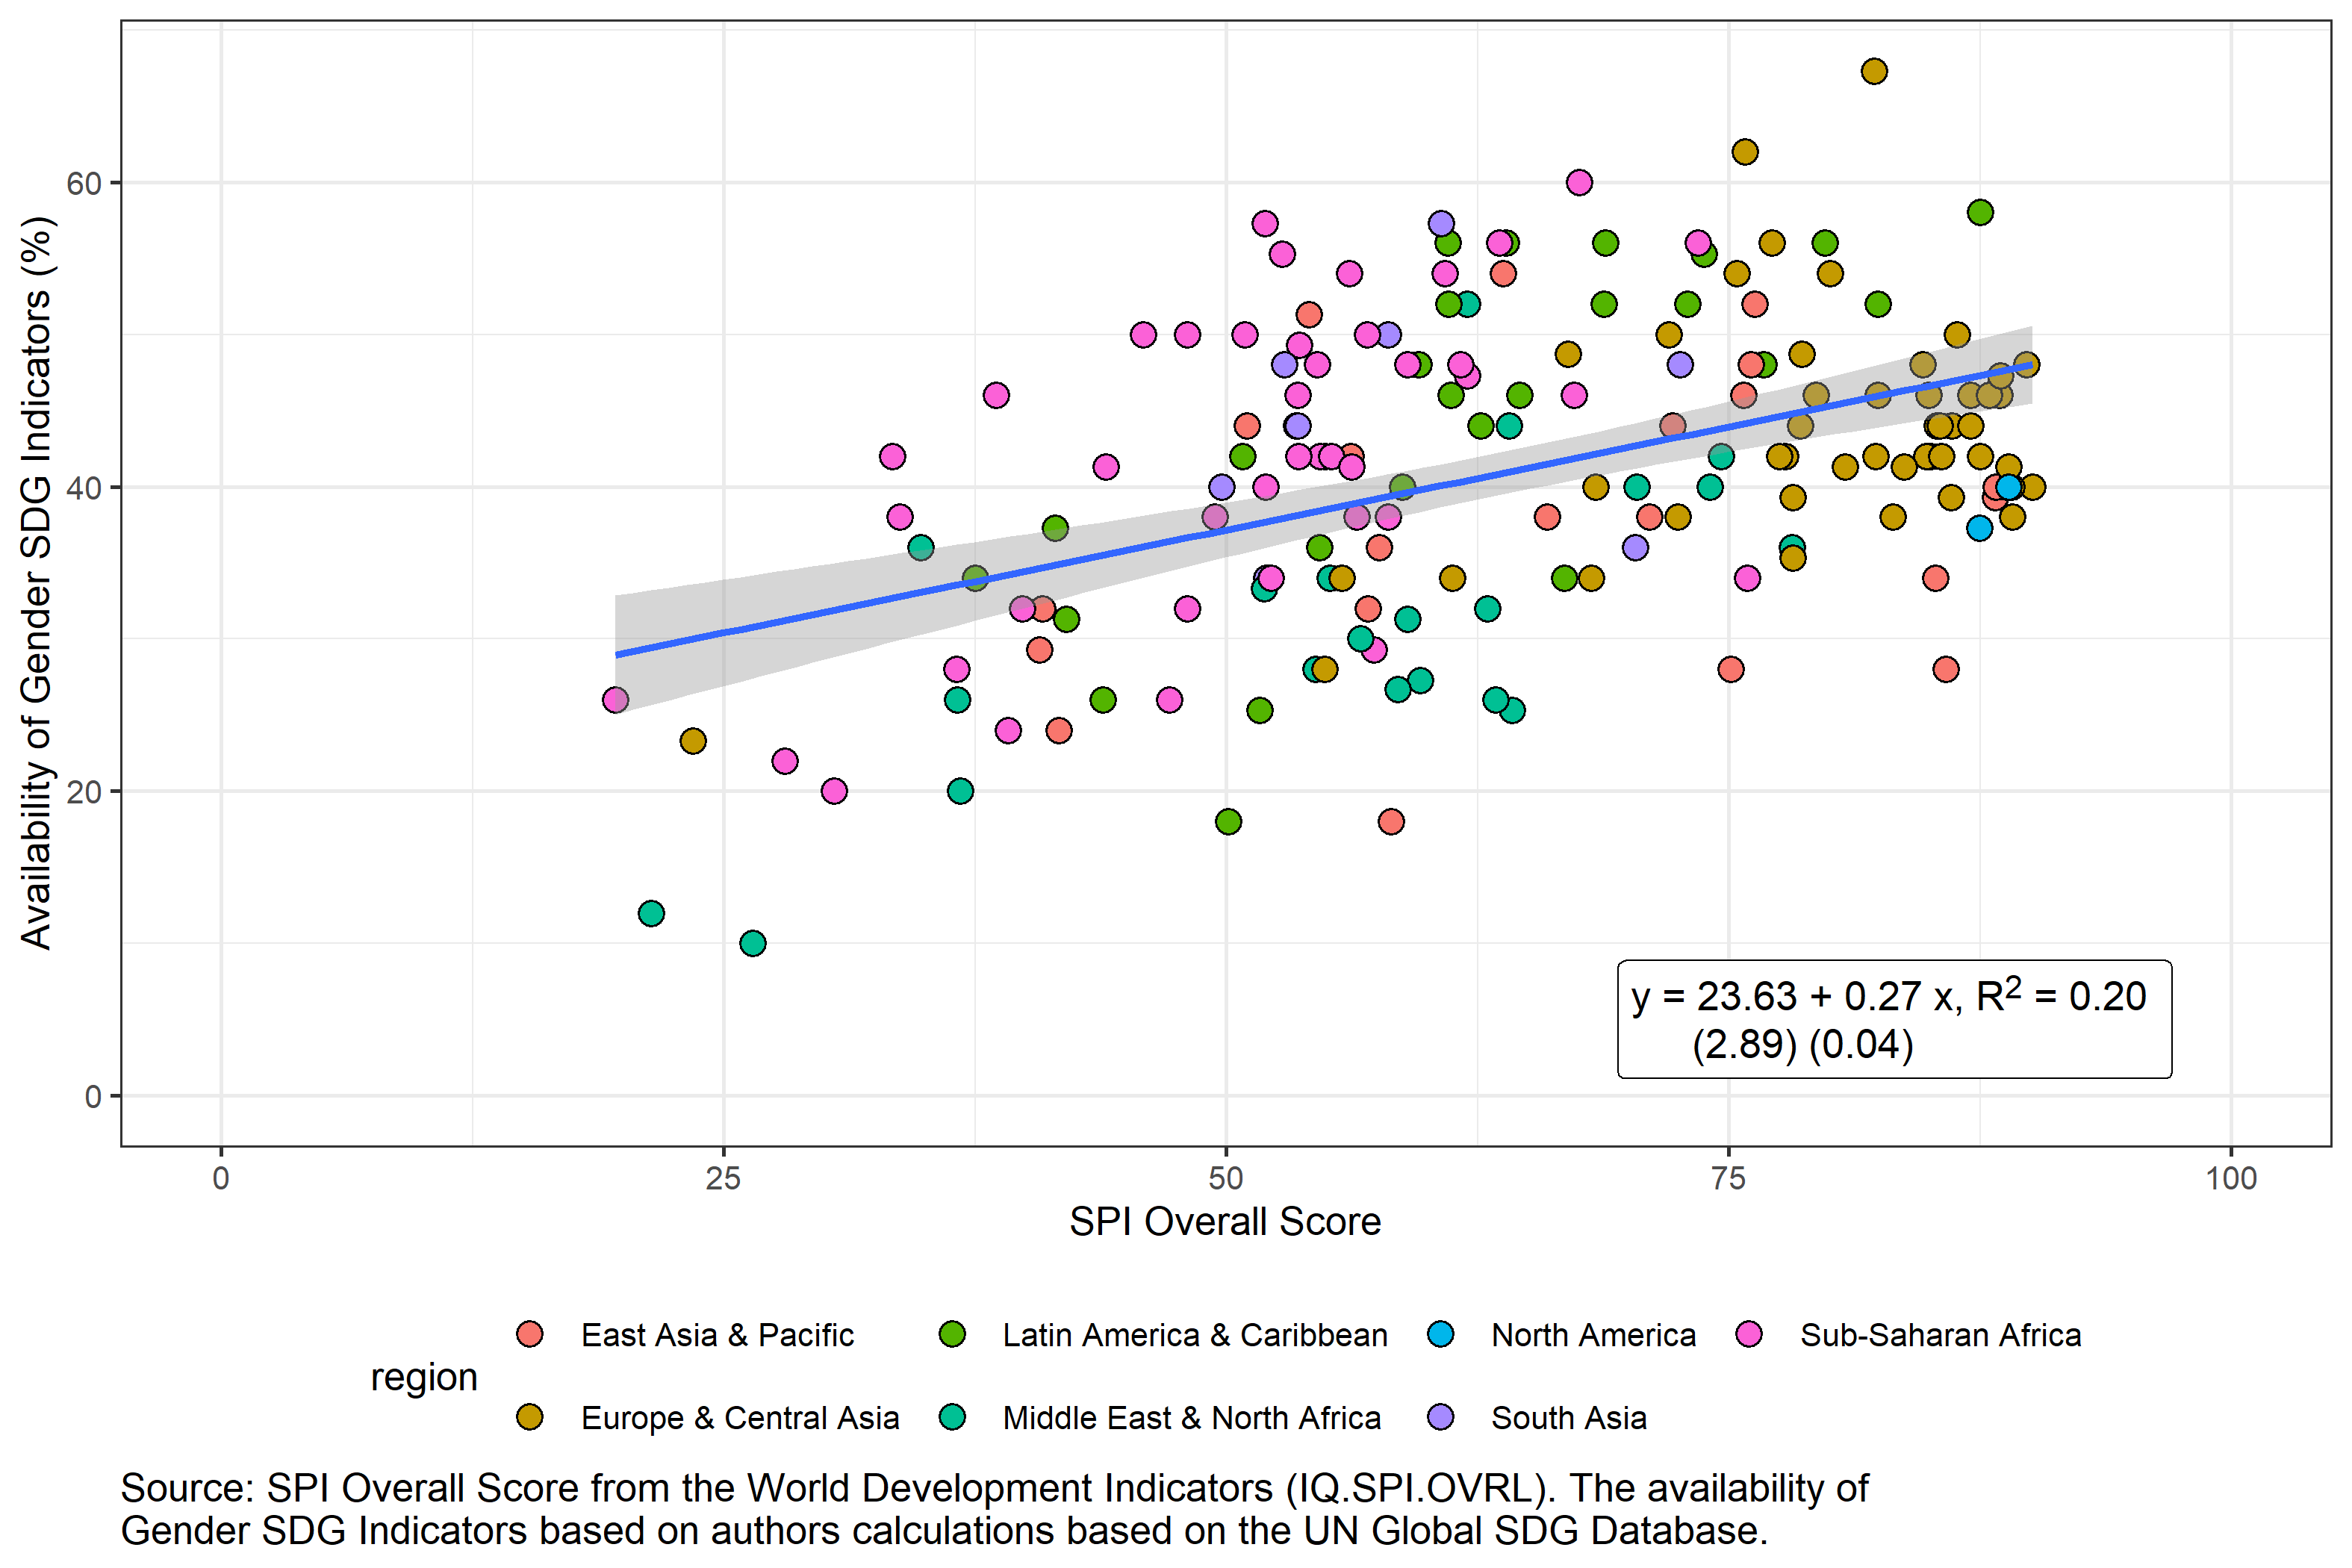 Availability of Gender SDG Indicators (%)
60
40
20
0
y = 23.63 + 0.27 x, R² = 0.20
(2.89) (0.04)
0 25 50 75 100
SPI Overall Score
region
East Asia & Pacific
Latin America & Caribbean
North America
Sub-Saharan Africa
Europe & Central Asia
Middle East & North Africa
South Asia
Source: SPI Overall Score from the World Development Indicators (IQ.SPI.OVRL). The availability of
Gender SDG Indicators based on authors calculations based on the UN Global SDG Database.